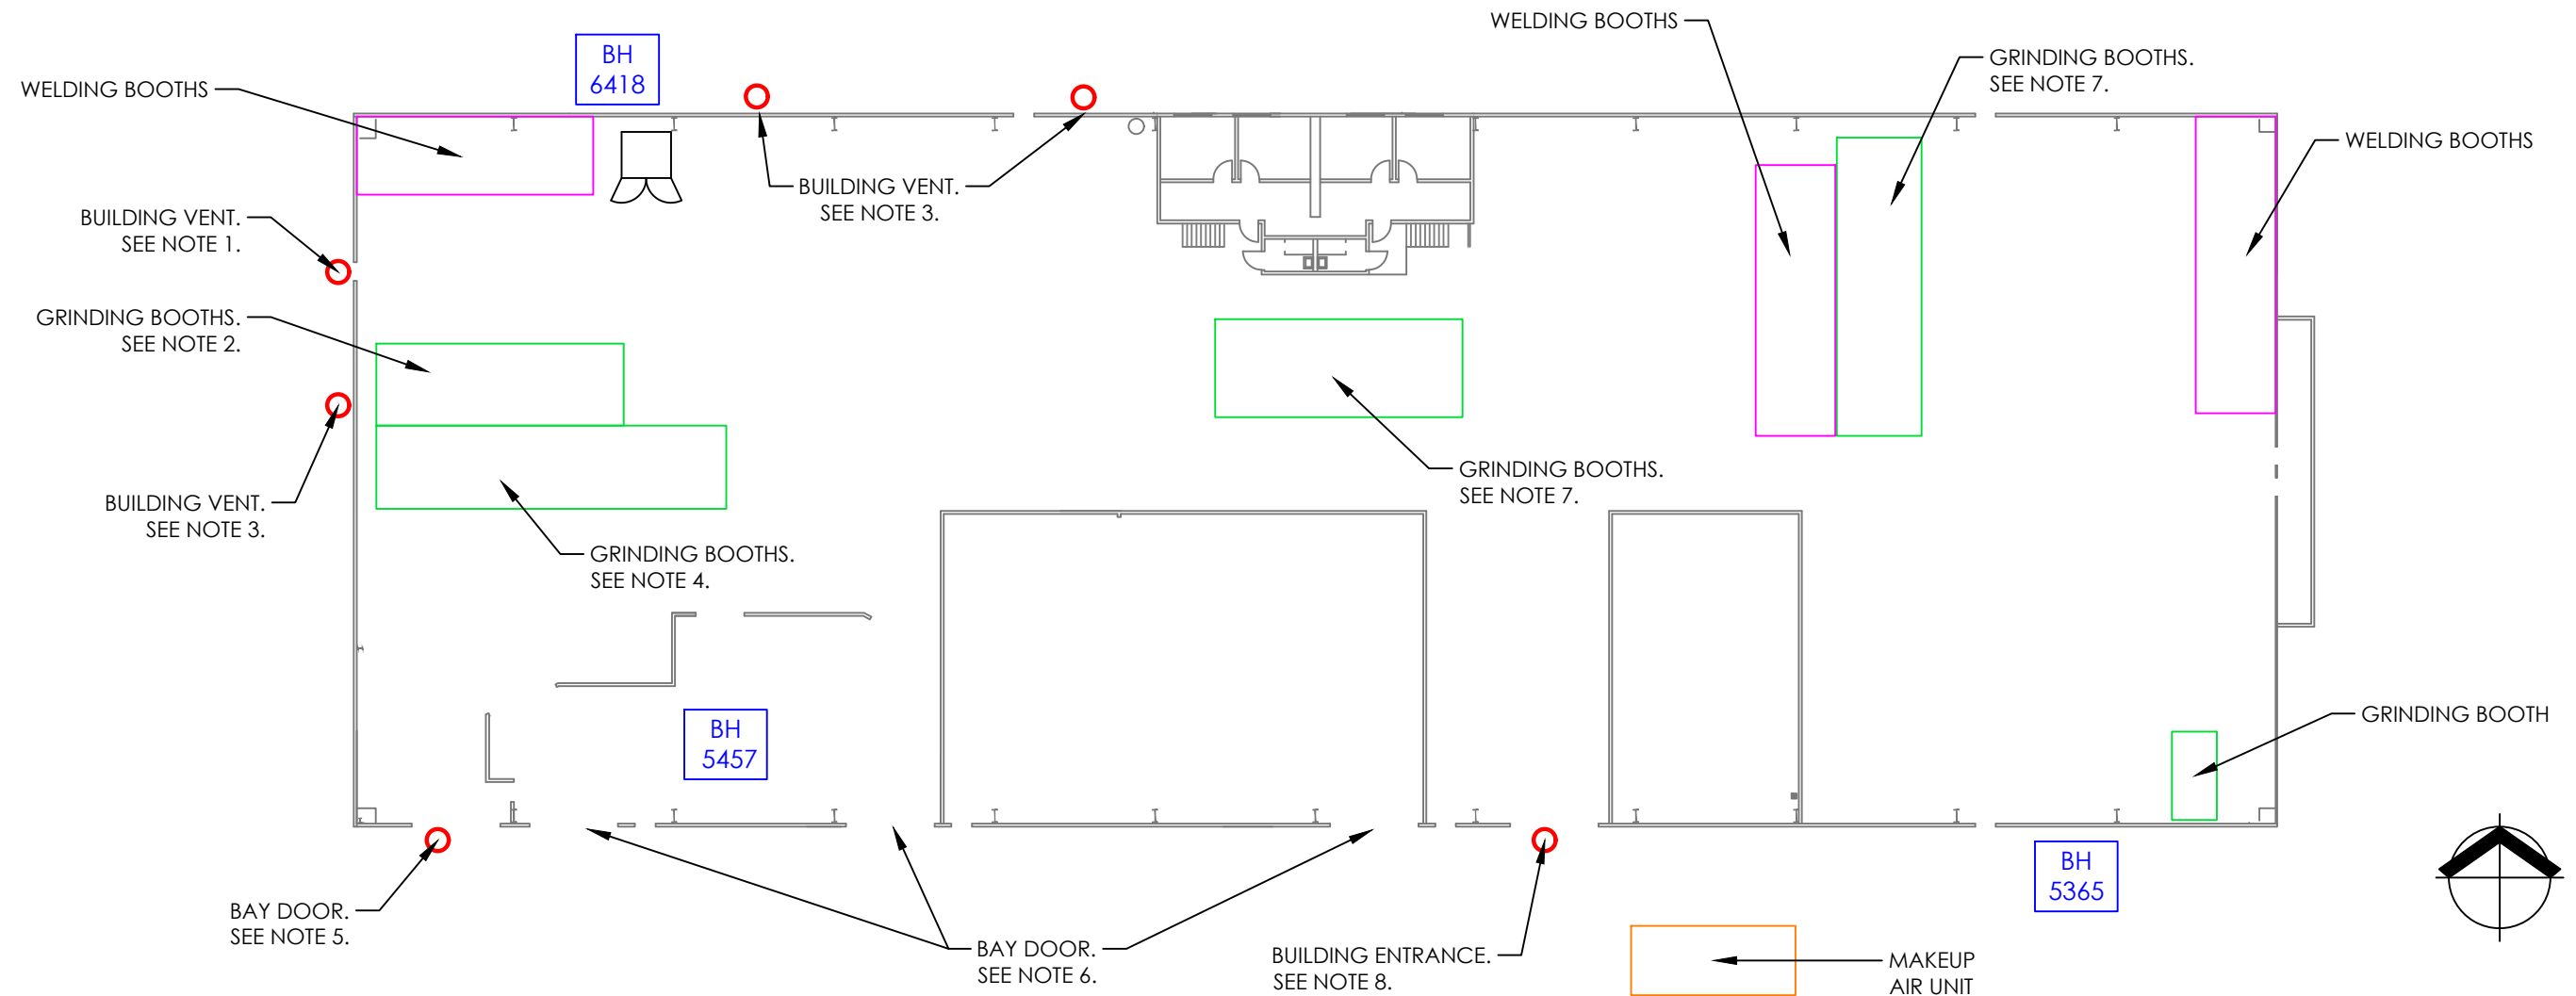 WELDING BOOTHS
BH
6418
WELDING BOOTHS
GRINDING BOOTHS.
SEE NOTE 7.
WELDING BOOTHS
BUILDING VENT.
SEE NOTE 3.
BUILDING VENT.
SEE NOTE 1.
GRINDING BOOTHS.
SEE NOTE 2.
BUILDING VENT.
SEE NOTE 3.
GRINDING BOOTHS.
SEE NOTE 7.
GRINDING BOOTHS.
SEE NOTE 4.
BH
5457
GRINDING BOOTH
BH
5365
BAY DOOR.
SEE NOTE 5.
BAY DOOR.
SEE NOTE 6.
BUILDING ENTRANCE.
SEE NOTE 8.
MAKEUP
AIR UNIT